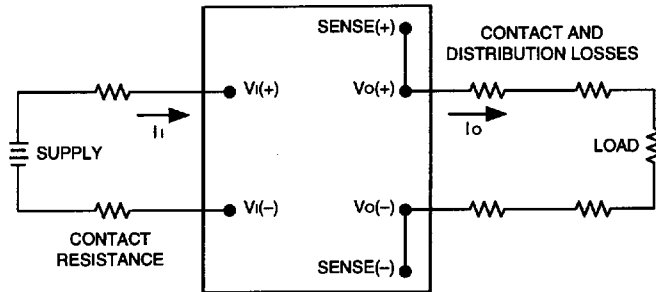 SENSE(+)
CONTACT AND
DISTRIBUTION LOSSES
VI(+)
VO(+)
II
IO
SUPPLY
LOAD
VI(–)
VO(–)
CONTACT
RESISTANCE
SENSE(–)